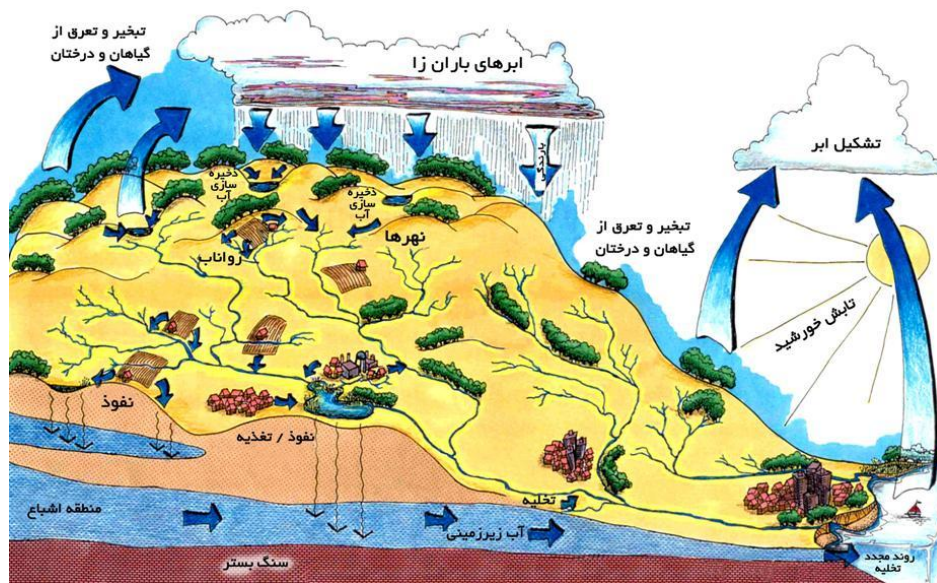 تبخیر و تعرق از
گیاهان و درختان
ابرهای باران زا
تشکیل ابر
بارندگی
ذخیره
سازی
آب
ذخیره
سازی
آب
نهرها
رواناب
تبخیر و تعرق از
گیاهان و درختان
تابش خورشید
نفوذ
نفوذ / تغذیه
تخلیه
منطقه اشباع
آب زیرزمینی
روند مجدد
تخلیه
سنگ بستر